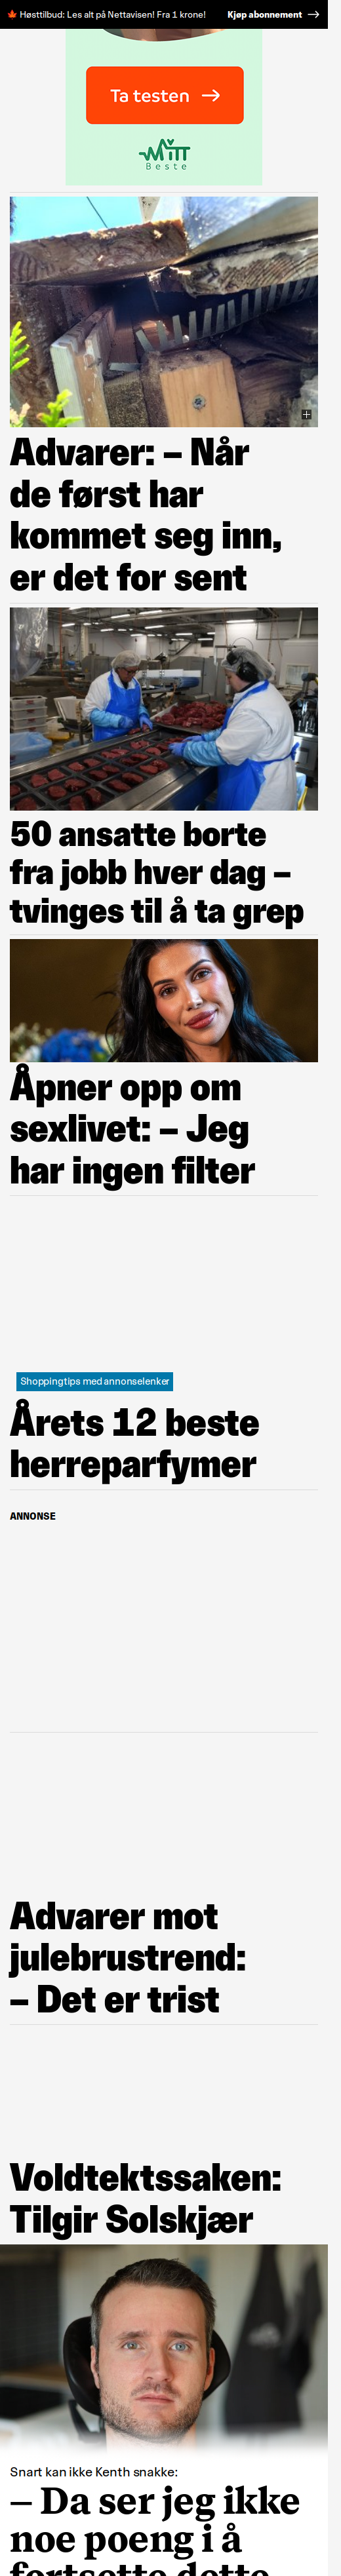 🍁 Høsttilbud: Les alt på Nettavisen! Fra 1 krone! Kjøp abonnement →
Ta testen →
Mitt
Beste
Advarer: – Når
de først har
kommet seg inn,
er det for sent
50 ansatte borte
fra jobb hver dag –
tvinges til å ta grep
Åpner opp om
sexlivet: – Jeg
har ingen filter
Shoppingtips med annonselenker
Årets 12 beste
herreparfymer
ANNONSE
Advarer mot
julebrustrend:
– Det er trist
Voldtektssaken:
Tilgir Solskjær
Snart kan ikke Kenth snakke:
– Da ser jeg ikke
noe poeng i å
fortsette dette